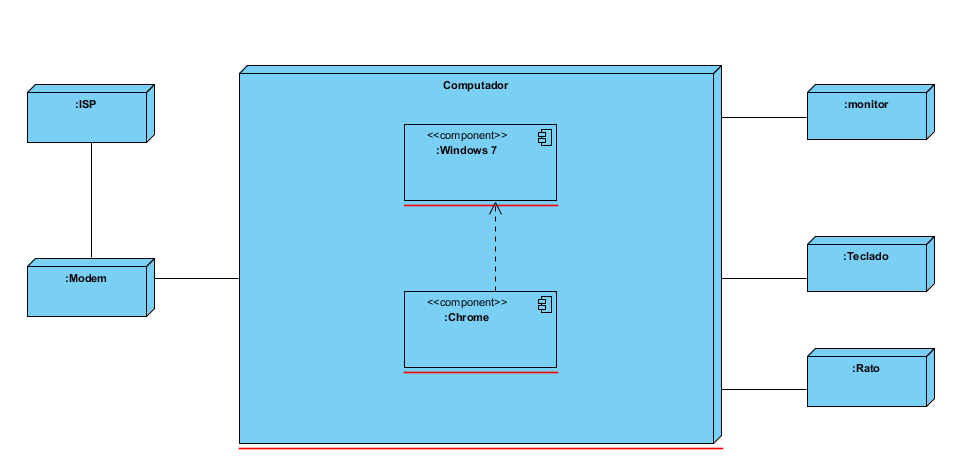 Computador
:ISP
:monitor
<<component>>
:Windows 7
:Modem
:Teclado
<<component>>
:Chrome
:Rato